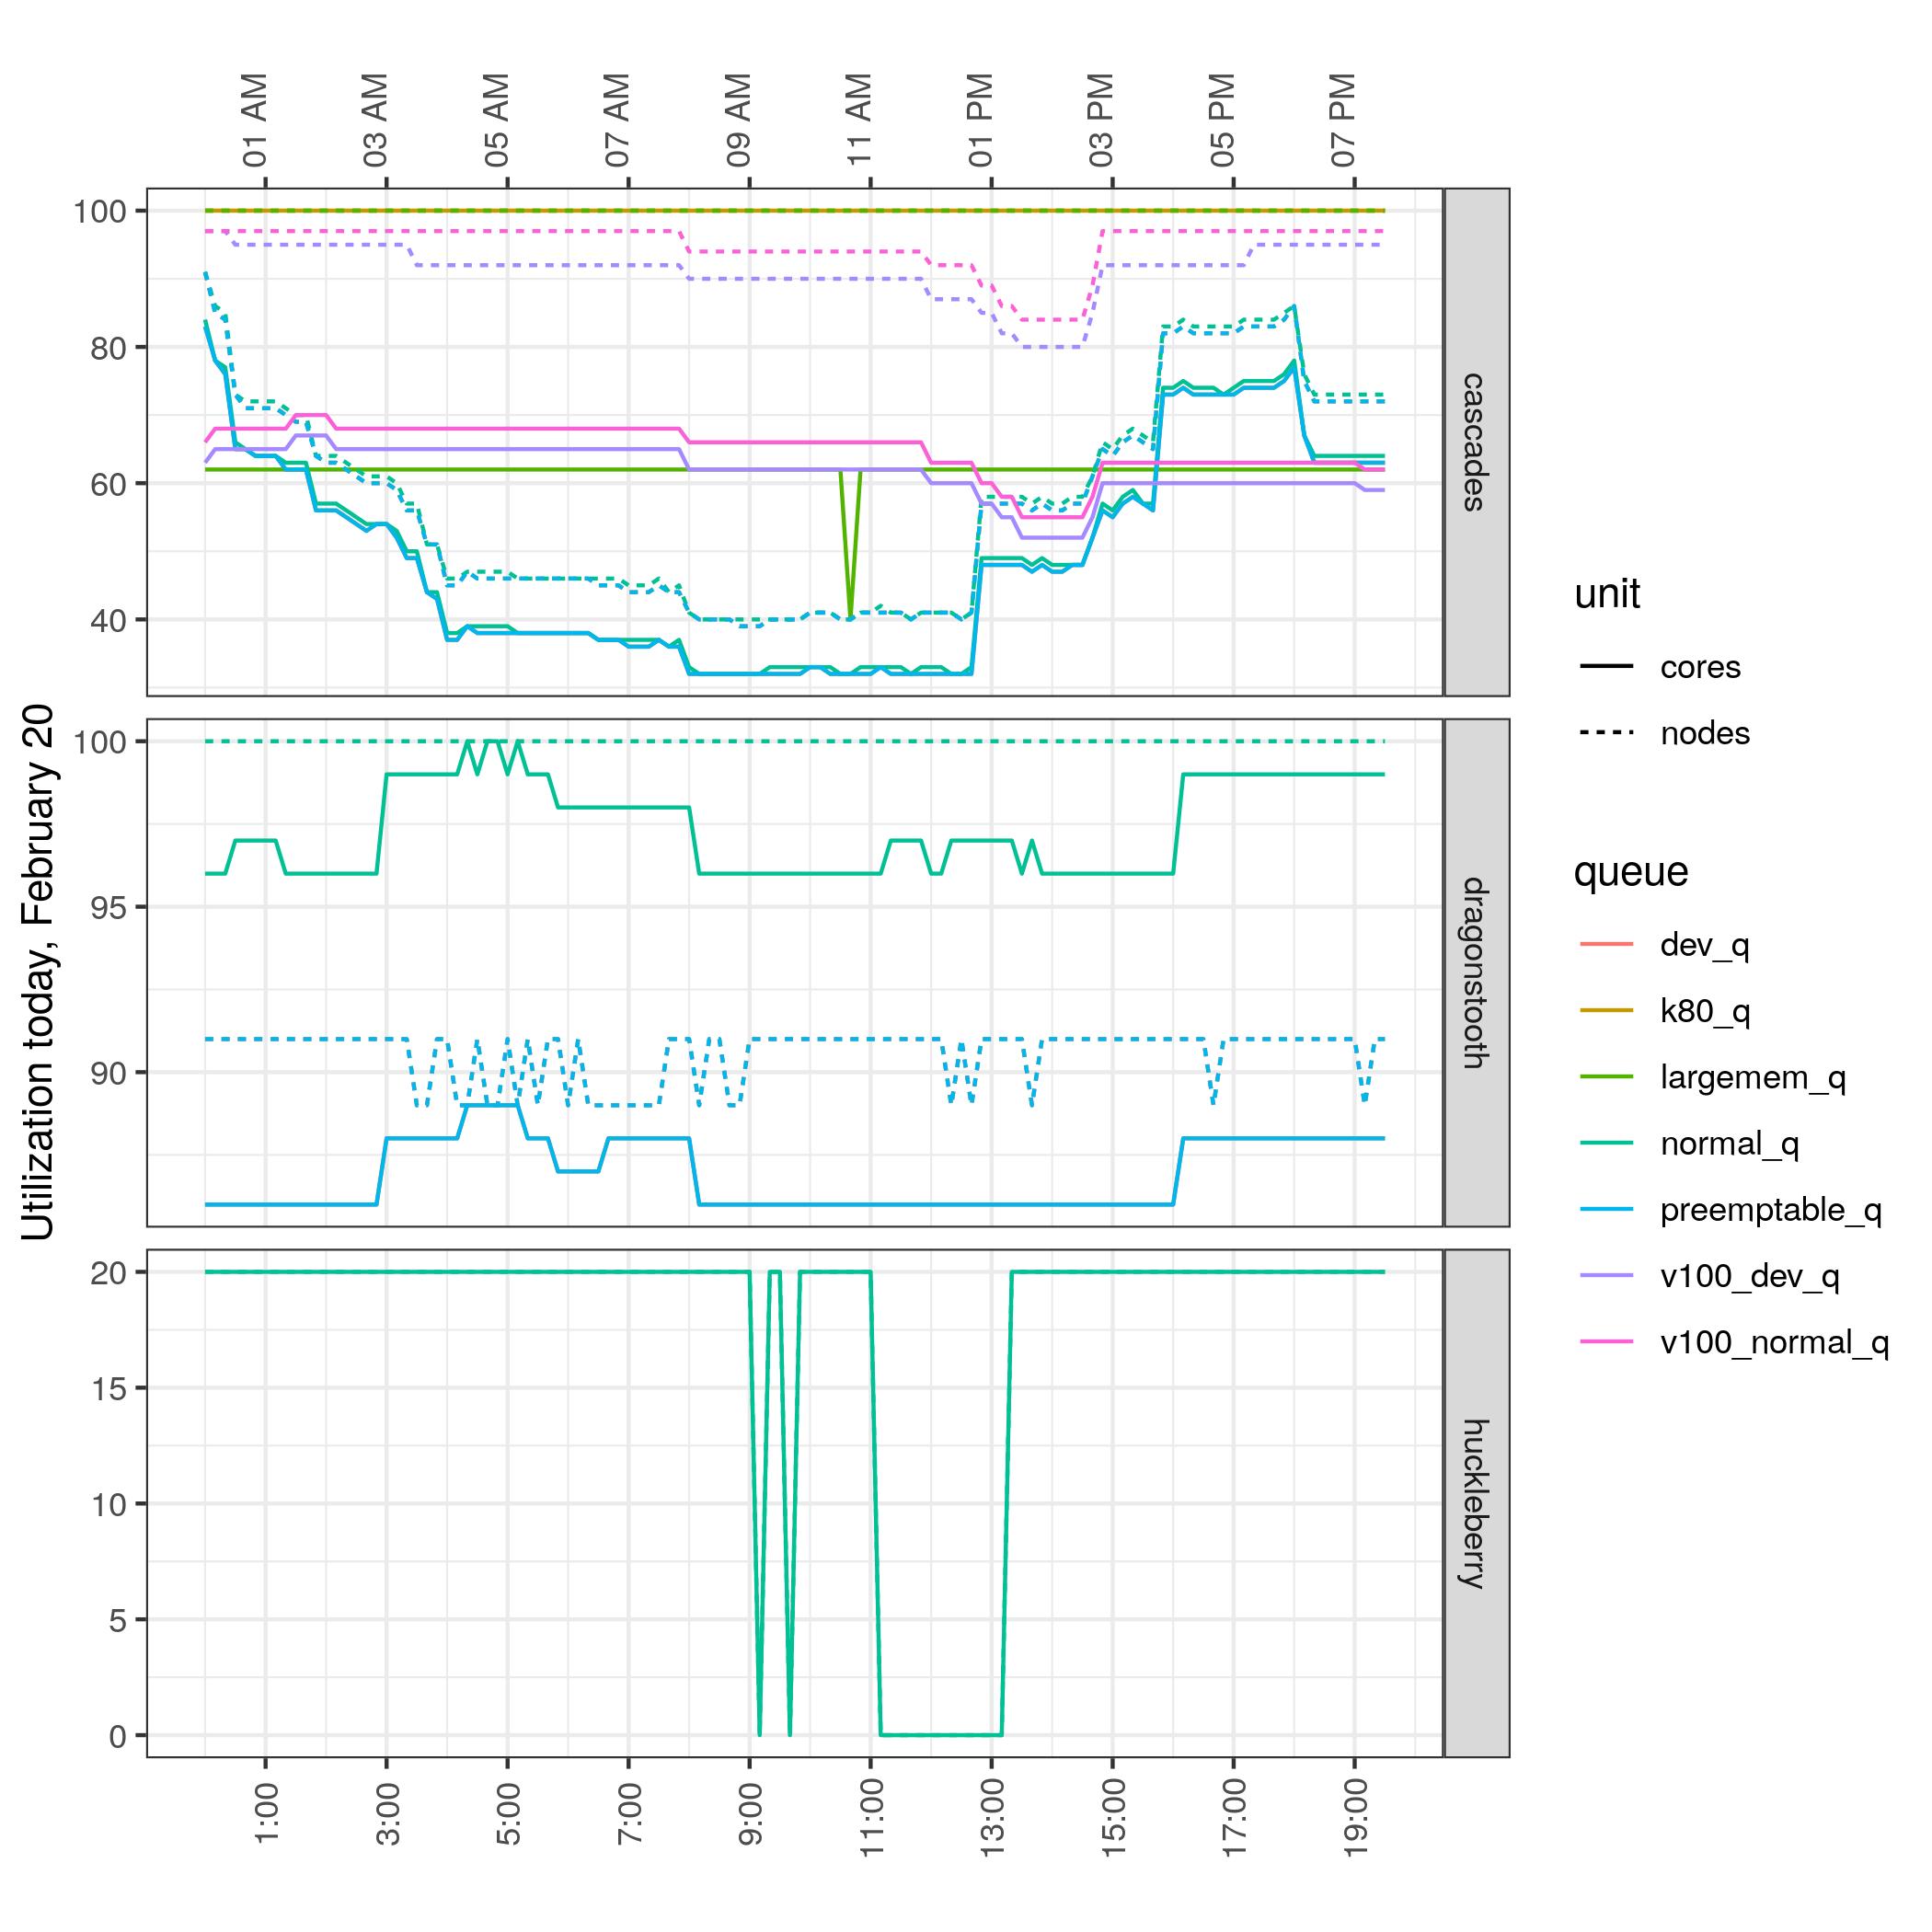 01 AM
03 AM
05 AM
07 AM
09 AM
11 AM
01 PM
03 PM
05 PM
07 PM
Utilization today, February 20
100
80
60
40
cascades
100
95
90
dragonstooth
20
15
10
5
0
huckleberry
1:00
3:00
5:00
7:00
9:00
11:00
13:00
15:00
17:00
19:00
unit
cores
nodes
queue
dev_q
k80_q
largemem_q
normal_q
preemptable_q
v100_dev_q
v100_normal_q